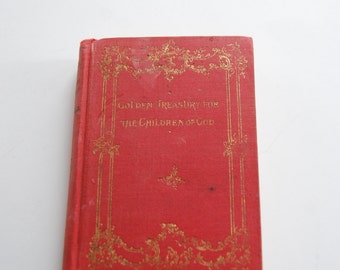 Golden Treasury for
the Children of God